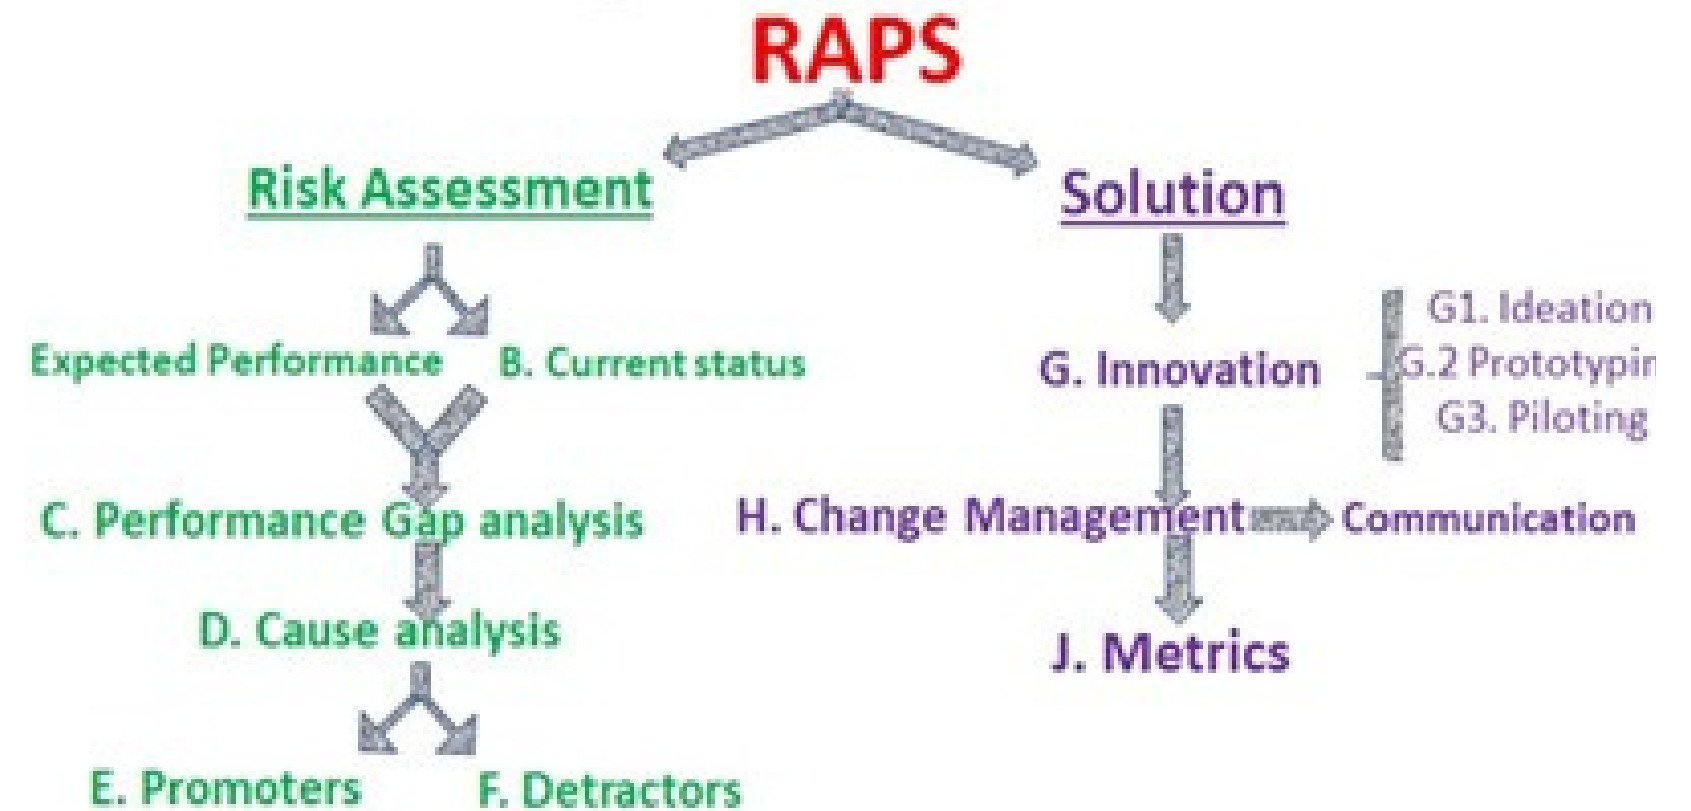 RAPS
Risk Assessment
Solution
Expected Performance
B. Current status
G. Innovation
G1. Ideation
G.2 Prototypin
G3. Piloting
C. Performance Gap analysis
H. Change Management
Communication
D. Cause analysis
J. Metrics
E. Promoters
F. Detractors